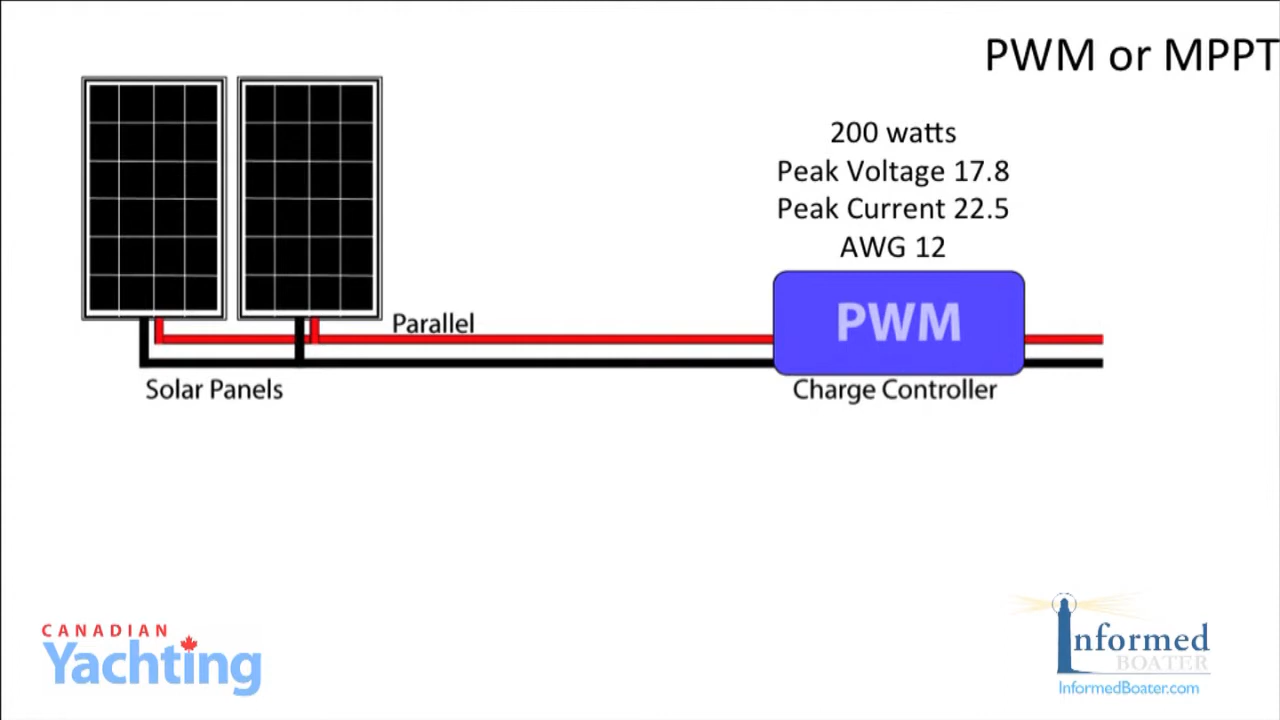 PWM or MPPT
200 watts
Peak Voltage 17.8
Peak Current 22.5
AWG 12
PWM
Parallel
Solar Panels
Charge Controller
CANADIAN
Yachting
Informed
BOATER
InformedBoater.com